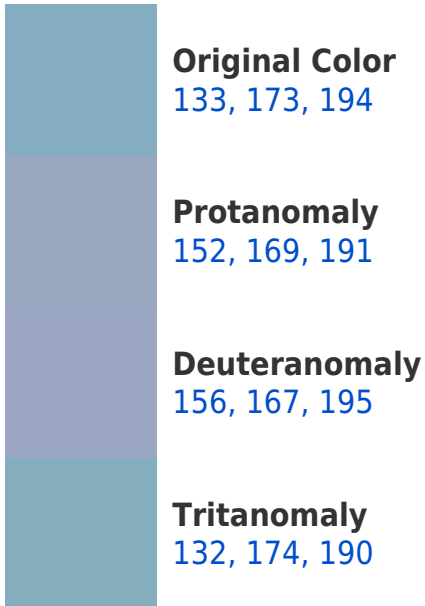 Original Color
133, 173, 194
Protanomaly
152, 169, 191
Deuteranomaly
156, 167, 195
Tritanomaly
132, 174, 190